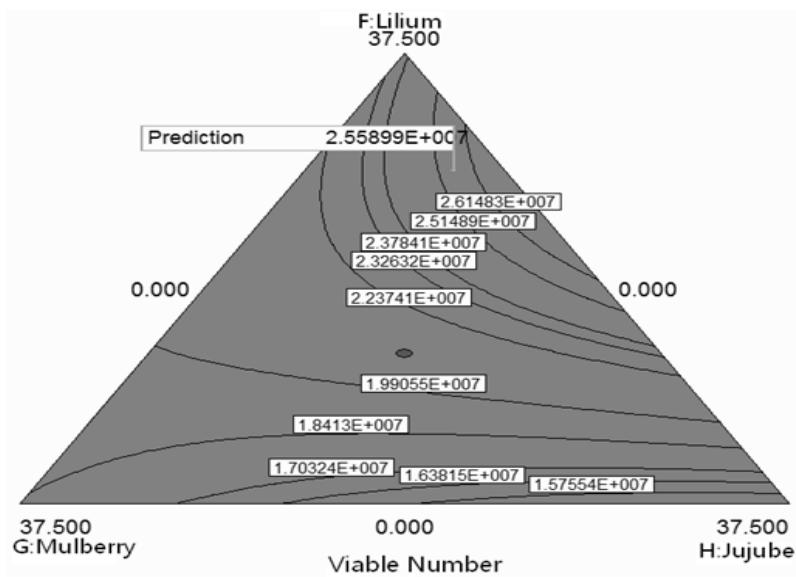 F:Lilium
37.500
Prediction 2.55899E+007
2.61483E+007
2.51489E+007
2.37841E+007
2.32632E+007
0.000 0.000
2.23741E+007
1.99055E+007
1.8413E+007
1.70324E+007 1.63815E+007 1.57554E+007
37.500 0.000 37.500
G:Mulberry H:Jujube
Viable Number